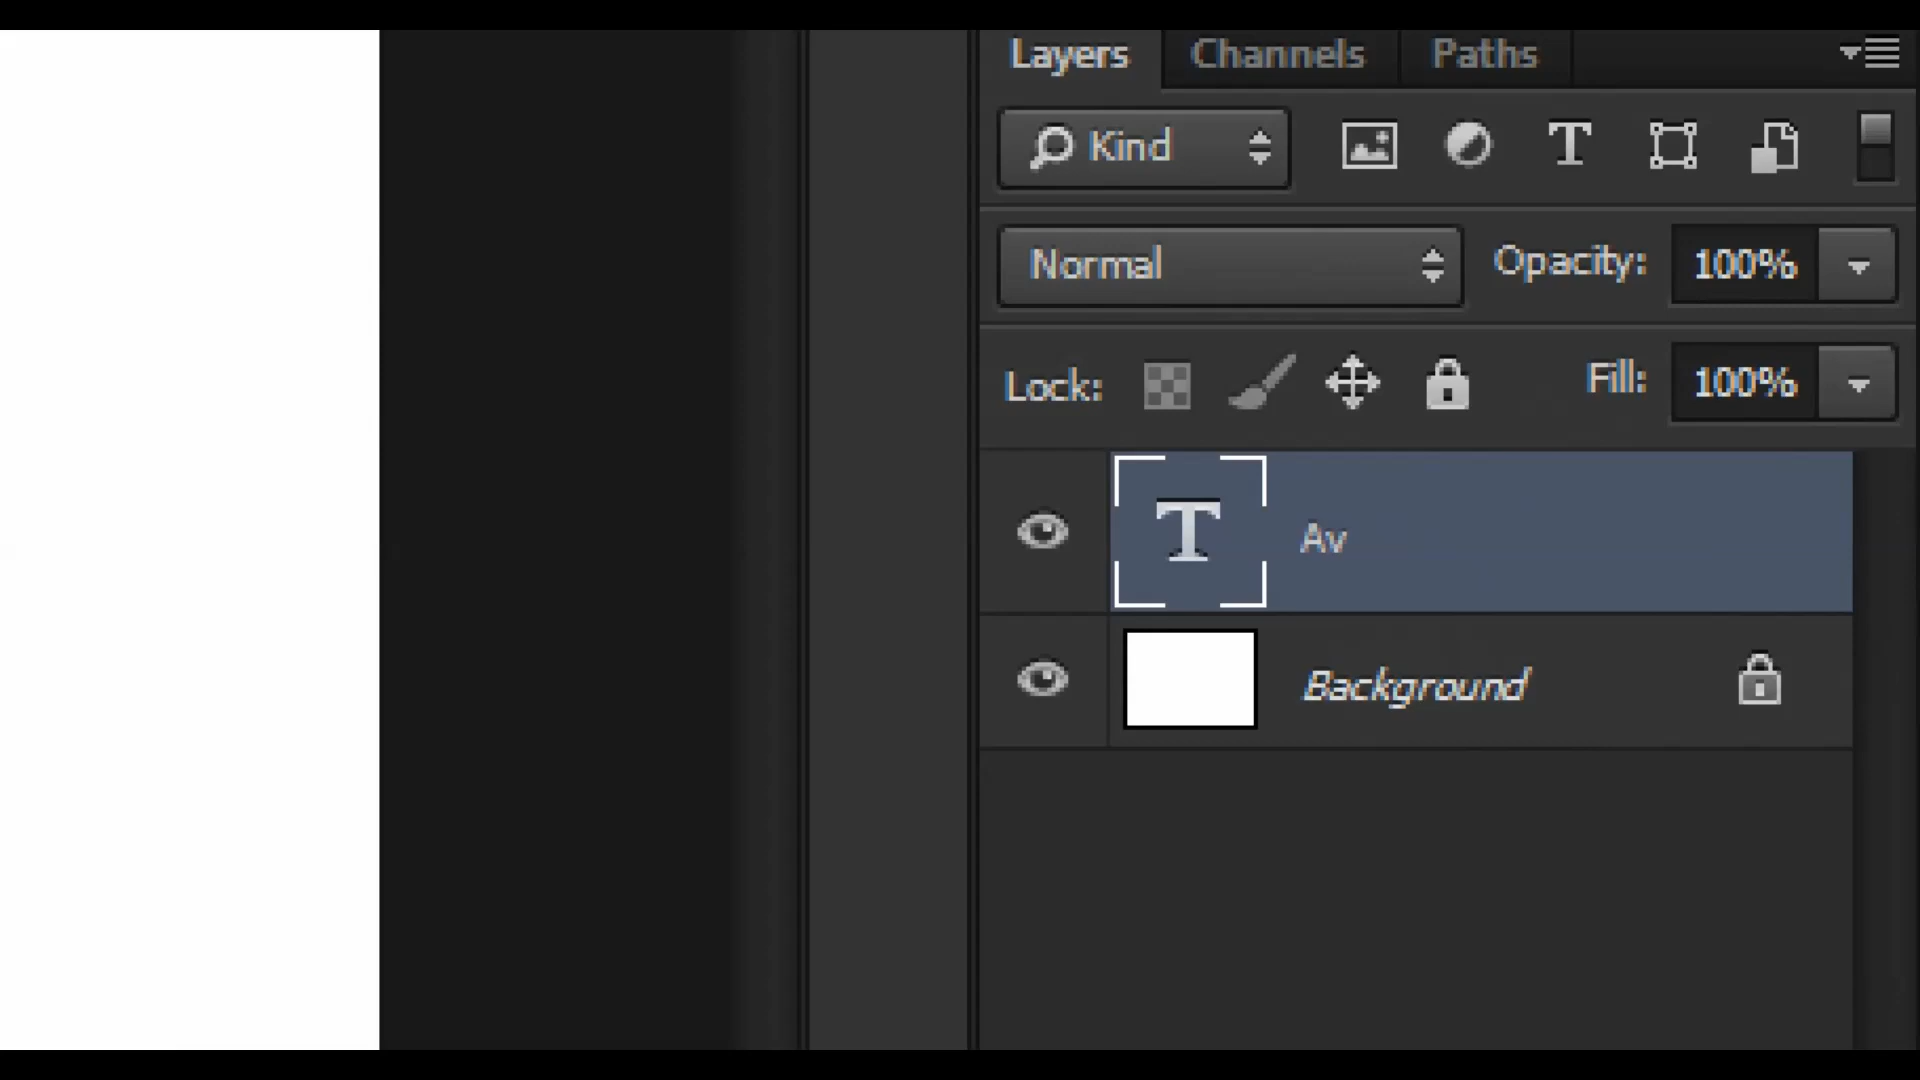 Layers Channels Paths
Kind
Normal Opacity: 100%
Lock: Fill: 100%
Av
Background